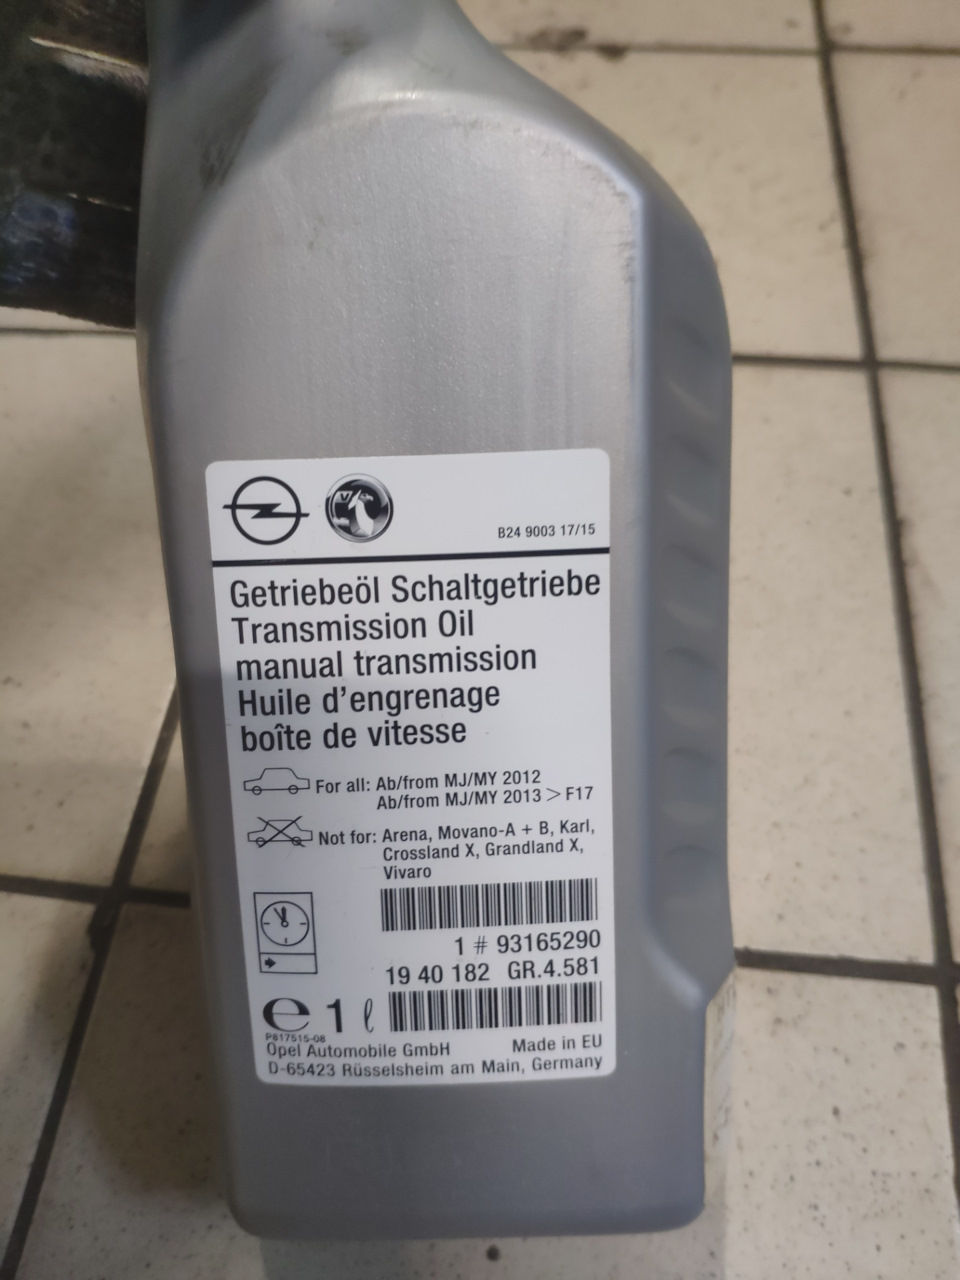 B24 9003 17/15
Getriebeöl Schaltgetriebe
Transmission Oil
manual transmission
Huile d'engrenage
boîte de vitesse
For all: Ab/from MJ/MY 2012
Ab/from MJ/MY 2013 > F17
Not for: Arena, Movano-A + B, Karl,
Crossland X, Grandland X,
Vivaro
1 # 93165290
19 40 182 GR.4.581
e 1 ℓ
P817515-08
Opel Automobile GmbH Made in EU
D-65423 Rüsselsheim am Main, Germany